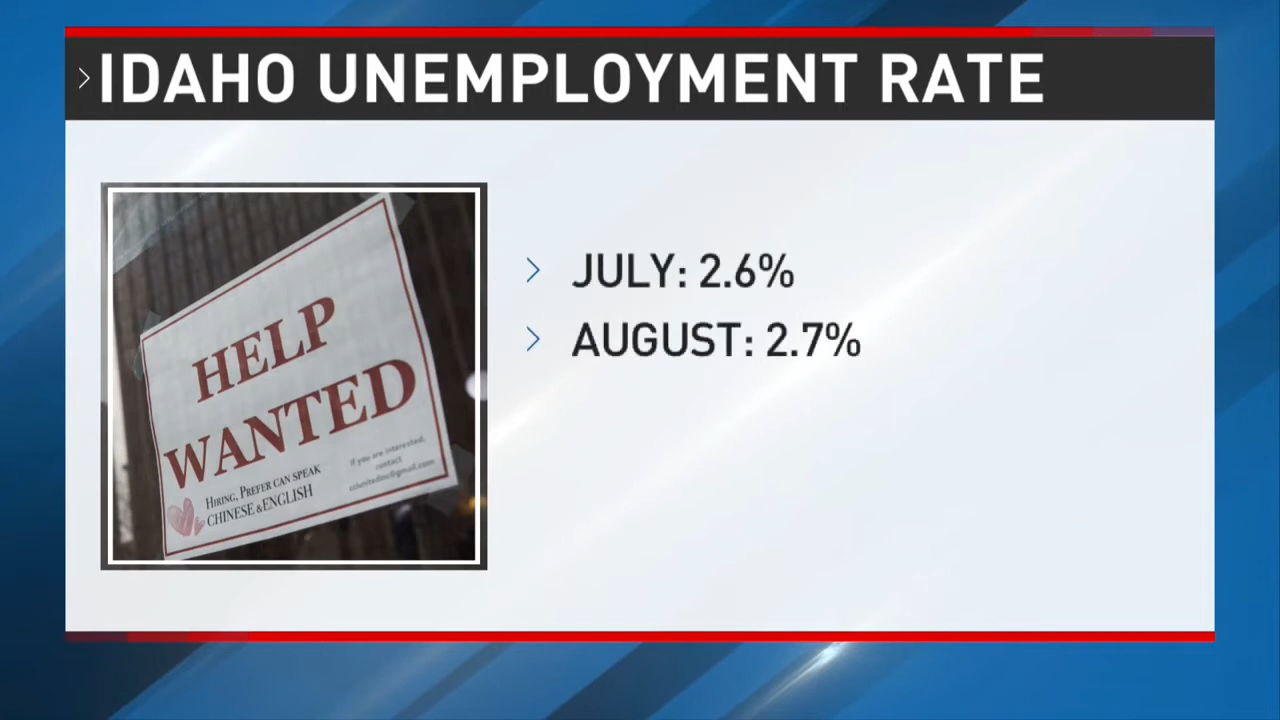 IDAHO UNEMPLOYMENT RATE
JULY: 2.6%
AUGUST: 2.7%
HELP
WANTED
HIRING, PREFER CAN SPEAK
CHINESE & ENGLISH
If you are interested,
contact